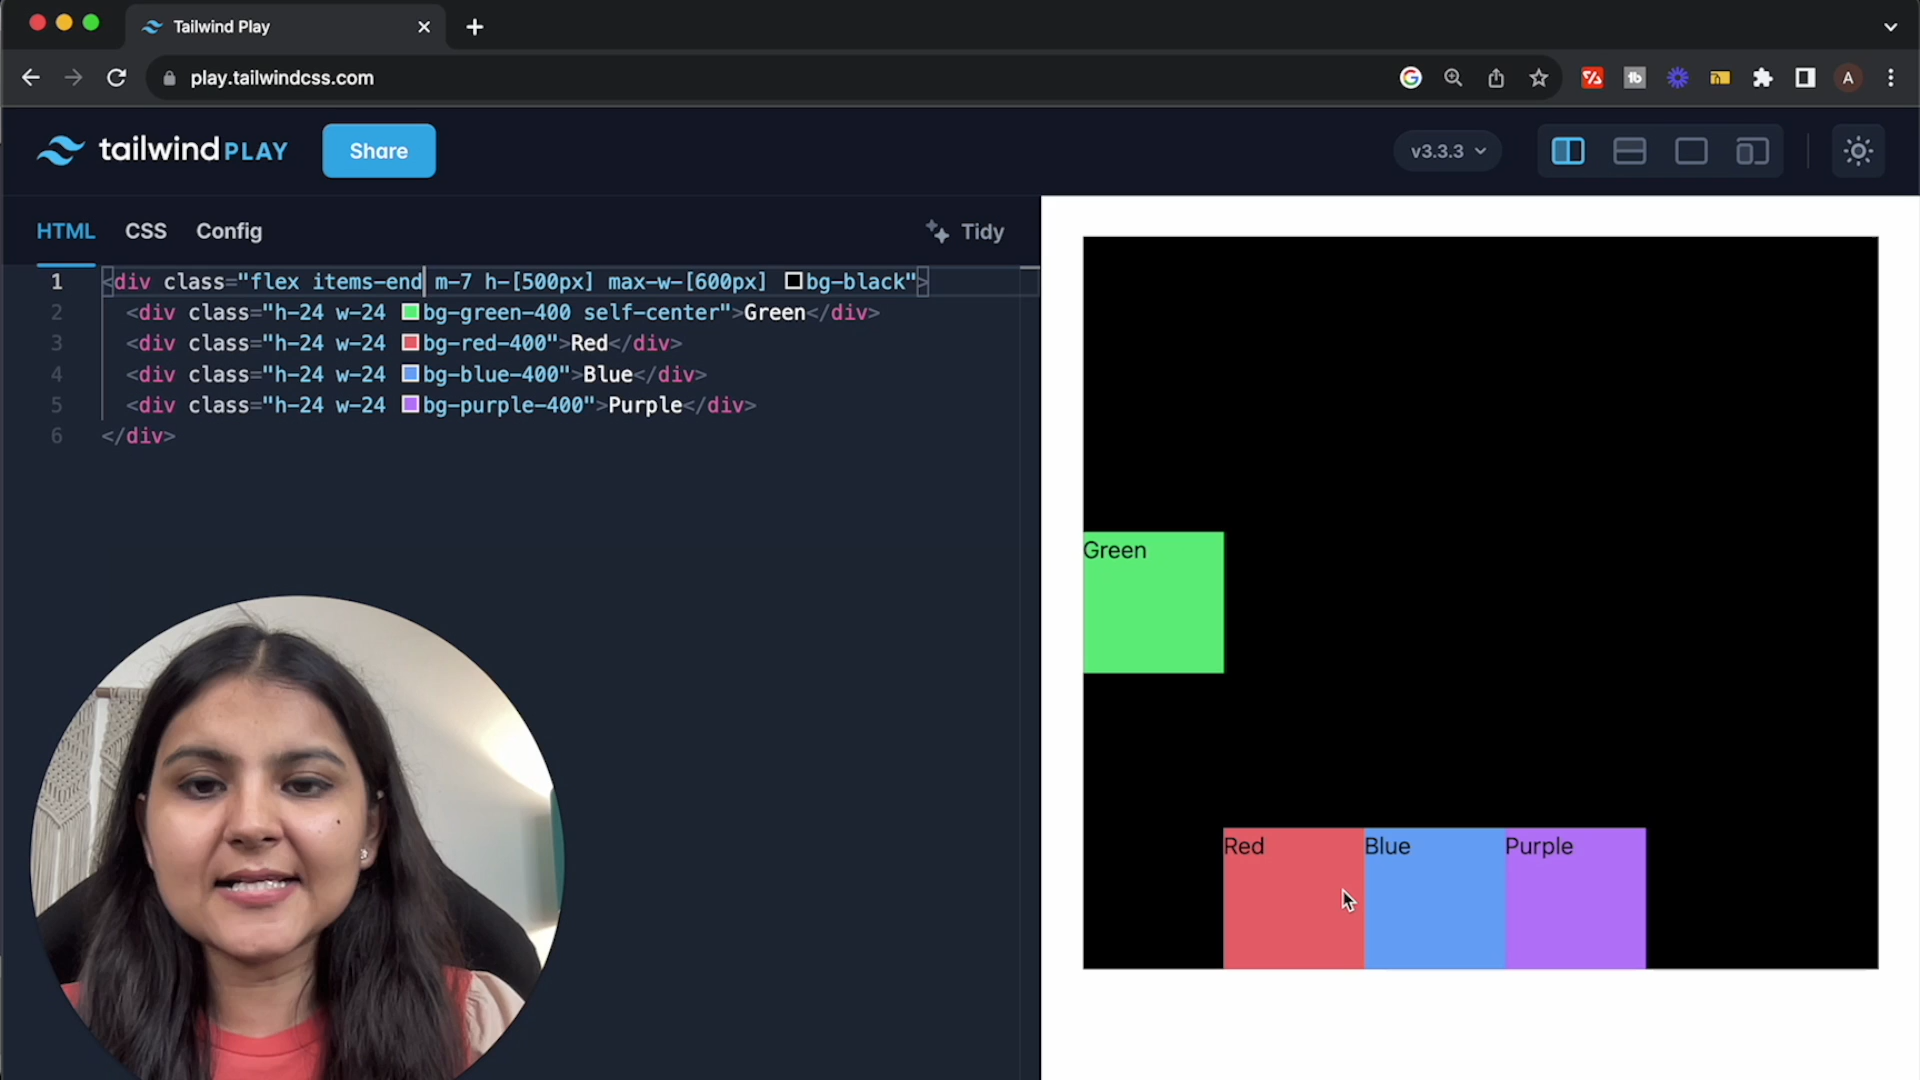 Tailwind Play
play.tailwindcss.com
A
tailwind PLAY
Share
v3.3.3
HTML CSS Config
Tidy
1 <div class="flex items-end m-7 h-[500px] max-w-[600px] bg-black">
2 <div class="h-24 w-24 bg-green-400 self-center">Green</div>
3 <div class="h-24 w-24 bg-red-400">Red</div>
4 <div class="h-24 w-24 bg-blue-400">Blue</div>
5 <div class="h-24 w-24 bg-purple-400">Purple</div>
6 </div>
Green
Red Blue Purple